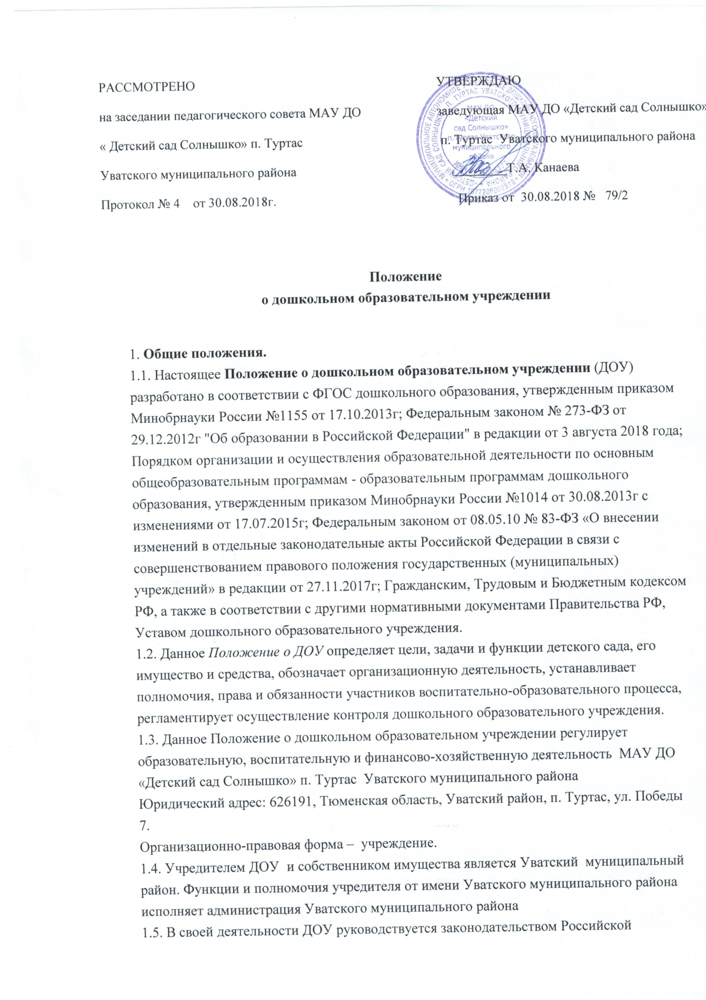 РАССМОТРЕНО
на заседании педагогического совета МАУ ДО
« Детский сад Солнышко» п. Туртас
Уватского муниципального района
Протокол № 4 от 30.08.2018г.
УТВЕРЖДАЮ
заведующая МАУ ДО «Детский сад Солнышко»
п. Туртас Уватского муниципального района
________Т.А. Канаева
Приказ от 30.08.2018 № 79/2
МАУ ДО
«Детский
сад Солнышко»
п. Туртас Уватского
муниципального
района
Положение
о дошкольном образовательном учреждении
1. Общие положения.
1.1. Настоящее Положение о дошкольном образовательном учреждении (ДОУ)
разработано в соответствии с ФГОС дошкольного образования, утвержденным приказом
Минобрнауки России №1155 от 17.10.2013г; Федеральным законом № 273-ФЗ от
29.12.2012г "Об образовании в Российской Федерации" в редакции от 3 августа 2018 года;
Порядком организации и осуществления образовательной деятельности по основным
общеобразовательным программам - образовательным программам дошкольного
образования, утвержденным приказом Минобрнауки России №1014 от 30.08.2013г с
изменениями от 17.07.2015г; Федеральным законом от 08.05.10 № 83-ФЗ «О внесении
изменений в отдельные законодательные акты Российской Федерации в связи с
совершенствованием правового положения государственных (муниципальных)
учреждений» в редакции от 27.11.2017г; Гражданским, Трудовым и Бюджетным кодексом
РФ, а также в соответствии с другими нормативными документами Правительства РФ,
Уставом дошкольного образовательного учреждения.
1.2. Данное Положение о ДОУ определяет цели, задачи и функции детского сада, его
имущество и средства, обозначает организационную деятельность, устанавливает
полномочия, права и обязанности участников воспитательно-образовательного процесса,
регламентирует осуществление контроля дошкольного образовательного учреждения.
1.3. Данное Положение о дошкольном образовательном учреждении регулирует
образовательную, воспитательную и финансово-хозяйственную деятельность МАУ ДО
«Детский сад Солнышко» п. Туртас Уватского муниципального района
Юридический адрес: 626191, Тюменская область, Уватский район, п. Туртас, ул. Победы
7.
Организационно-правовая форма – учреждение.
1.4. Учредителем ДОУ и собственником имущества является Уватский муниципальный
район. Функции и полномочия учредителя от имени Уватского муниципального района
исполняет администрация Уватского муниципального района
1.5. В своей деятельности ДОУ руководствуется законодательством Российской